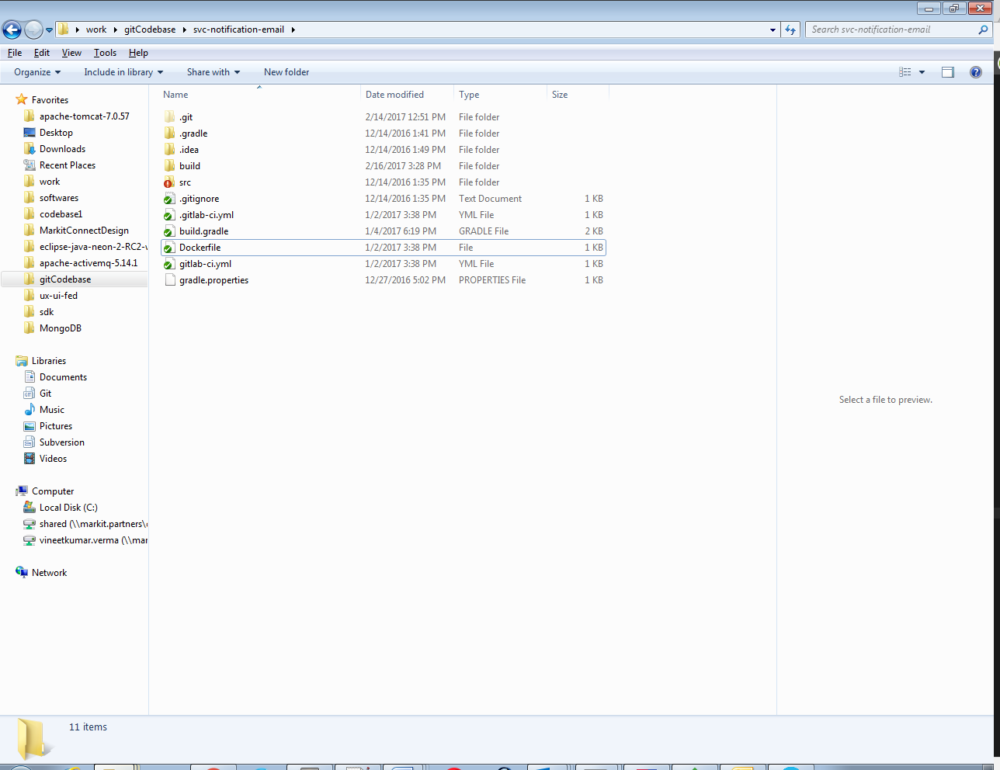 work gitCodebase svc-notification-email
Search svc-notification-email
File Edit View Tools Help
Organize Include in library Share with New folder
Name Date modified Type Size
.git 2/14/2017 12:51 PM File folder
.gradle 12/14/2016 1:41 PM File folder
.idea 12/14/2016 1:49 PM File folder
build 2/16/2017 3:28 PM File folder
src 12/14/2016 1:35 PM File folder
.gitignore 12/14/2016 1:35 PM Text Document 1 KB
.gitlab-ci.yml 1/2/2017 3:38 PM YML File 1 KB
build.gradle 1/4/2017 6:19 PM GRADLE File 2 KB
Dockerfile 1/2/2017 3:38 PM File 1 KB
gitlab-ci.yml 1/2/2017 3:38 PM YML File 1 KB
gradle.properties 12/27/2016 5:02 PM PROPERTIES File 1 KB
Favorites
apache-tomcat-7.0.57
Desktop
Downloads
Recent Places
work
softwares
codebase1
MarkitConnectDesign
eclipse-java-neon-2-RC2-v
apache-activemq-5.14.1
gitCodebase
ux-ui-fed
sdk
MongoDB
Libraries
Documents
Git
Music
Pictures
Subversion
Videos
Computer
Local Disk (C:)
shared (\\markit.partners\
vineetkumar.verma (\\mar
Network
Select a file to preview.
11 items